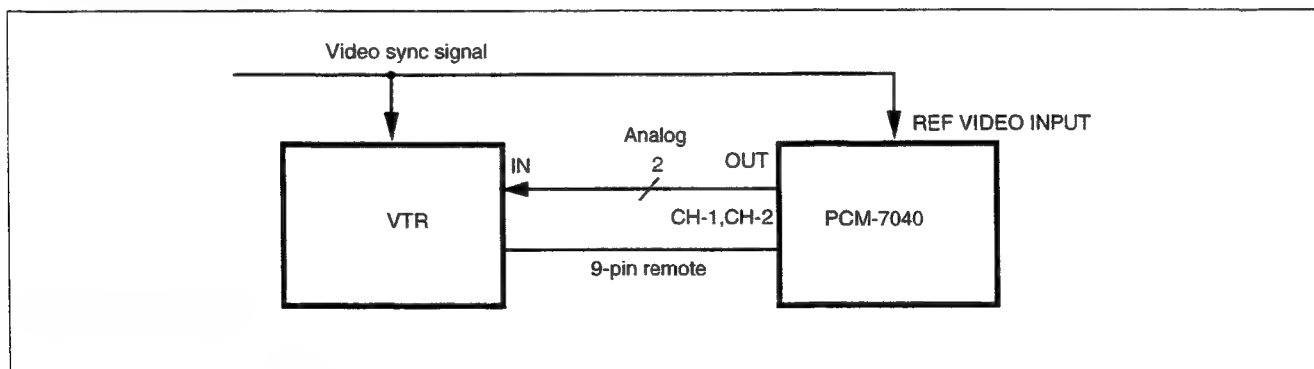 Video sync signal
REF VIDEO INPUT
Analog
IN
2
OUT
VTR
CH-1,CH-2
PCM-7040
9-pin remote